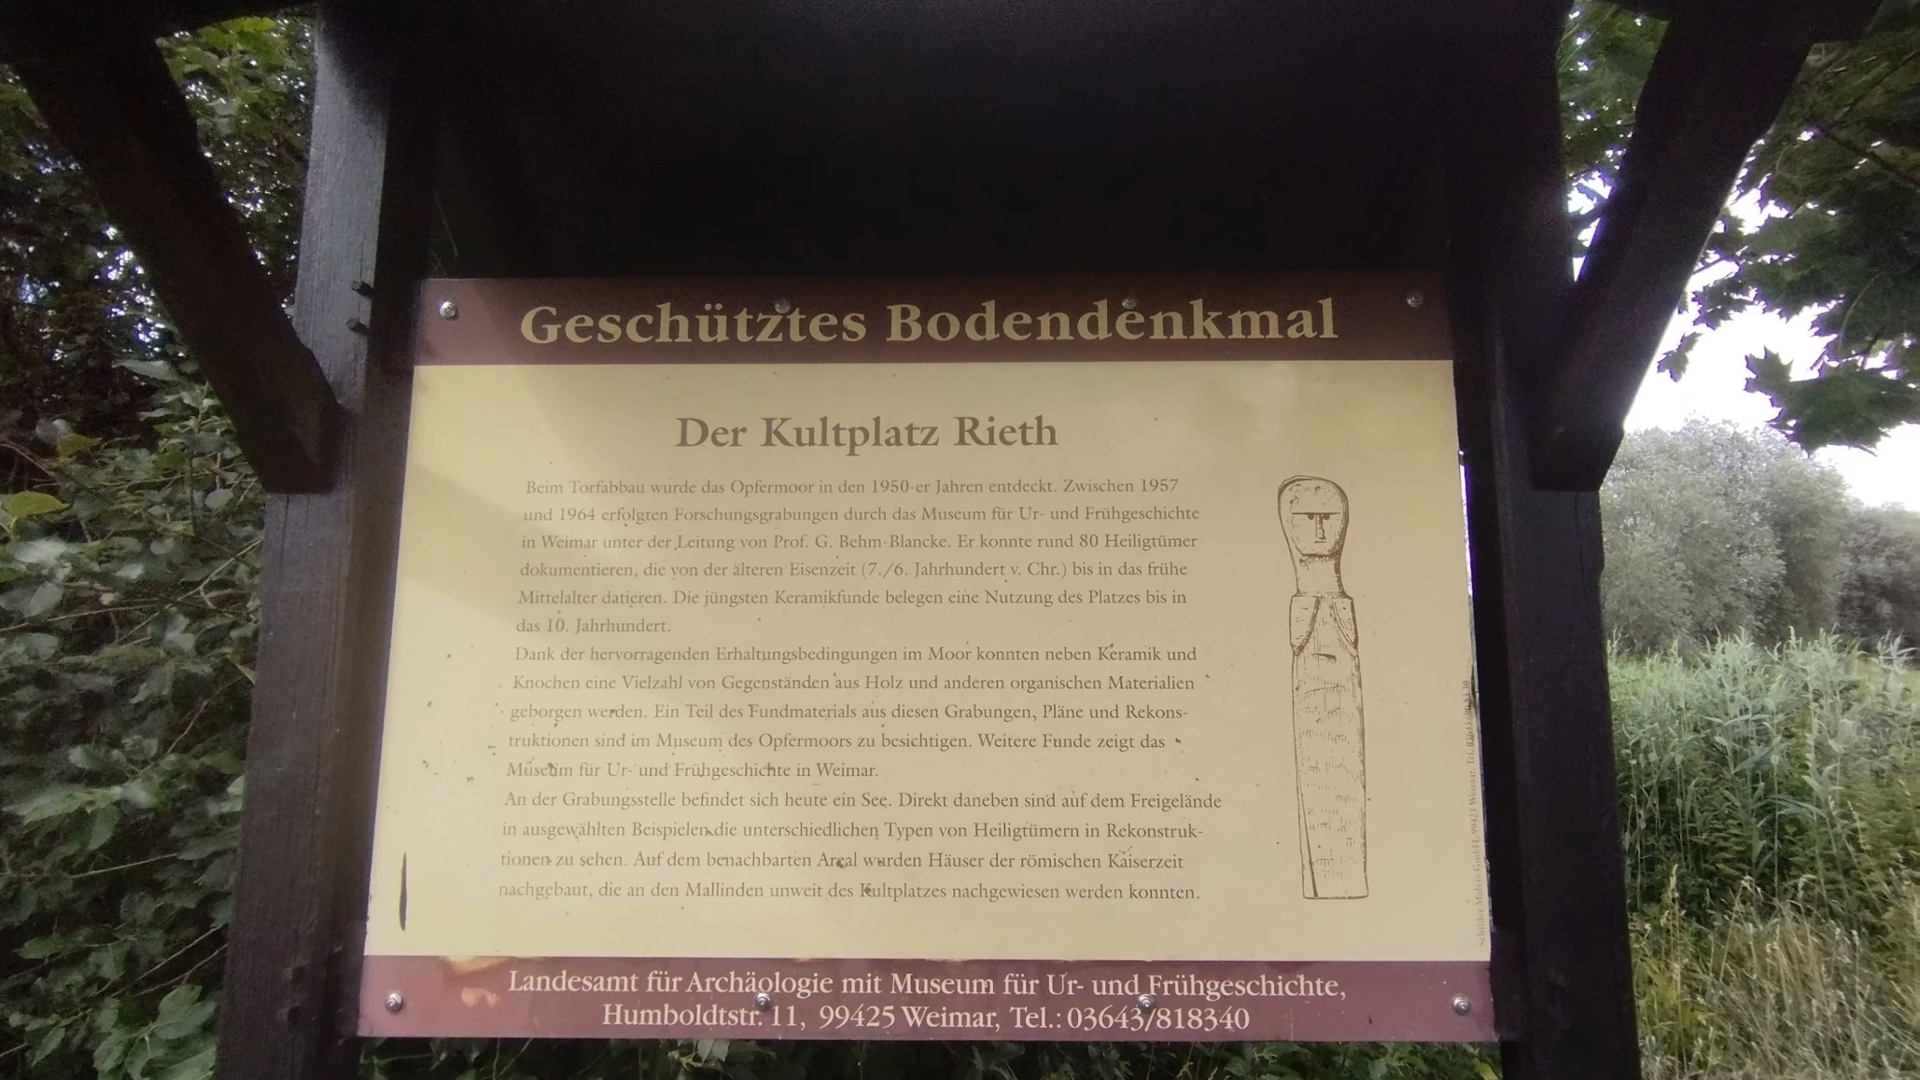 Geschütztes Bodendenkmal
Der Kultplatz Rieth
Beim Torfabbau wurde das Opfermoor in den 1950-er Jahren entdeckt. Zwischen 1957
und 1964 erfolgten Forschungsgrabungen durch das Museum für Ur- und Frühgeschichte
in Weimar unter der Leitung von Prof. G. Behm-Blancke. Er konnte rund 80 Heiligtümer
dokumentieren, die von der älteren Eisenzeit (7./6. Jahrhundert v. Chr.) bis in das frühe
Mittelalter datieren. Die jüngsten Keramikfunde belegen eine Nutzung des Platzes bis in
das 10. Jahrhundert.
Dank der hervorragenden Erhaltungsbedingungen im Moor konnten neben Keramik und
Knochen eine Vielzahl von Gegenständen aus Holz und anderen organischen Materialien
geborgen werden. Ein Teil des Fundmaterials aus diesen Grabungen, Pläne und Rekons-
truktionen sind im Museum des Opfermoors zu besichtigen. Weitere Funde zeigt das
Museum für Ur- und Frühgeschichte in Weimar.
An der Grabungsstelle befindet sich heute ein See. Direkt daneben sind auf dem Freigelände
in ausgewählten Beispielen die unterschiedlichen Typen von Heiligtümern in Rekonstruk-
tionen zu sehen. Auf dem benachbarten Areal wurden Häuser der römischen Kaiserzeit
nachgebaut, die an den Mallinden unweit des Kultplatzes nachgewiesen werden konnten.
Landesamt für Archäologie mit Museum für Ur- und Frühgeschichte,
Humboldtstr. 11, 99425 Weimar, Tel.: 03643/818340